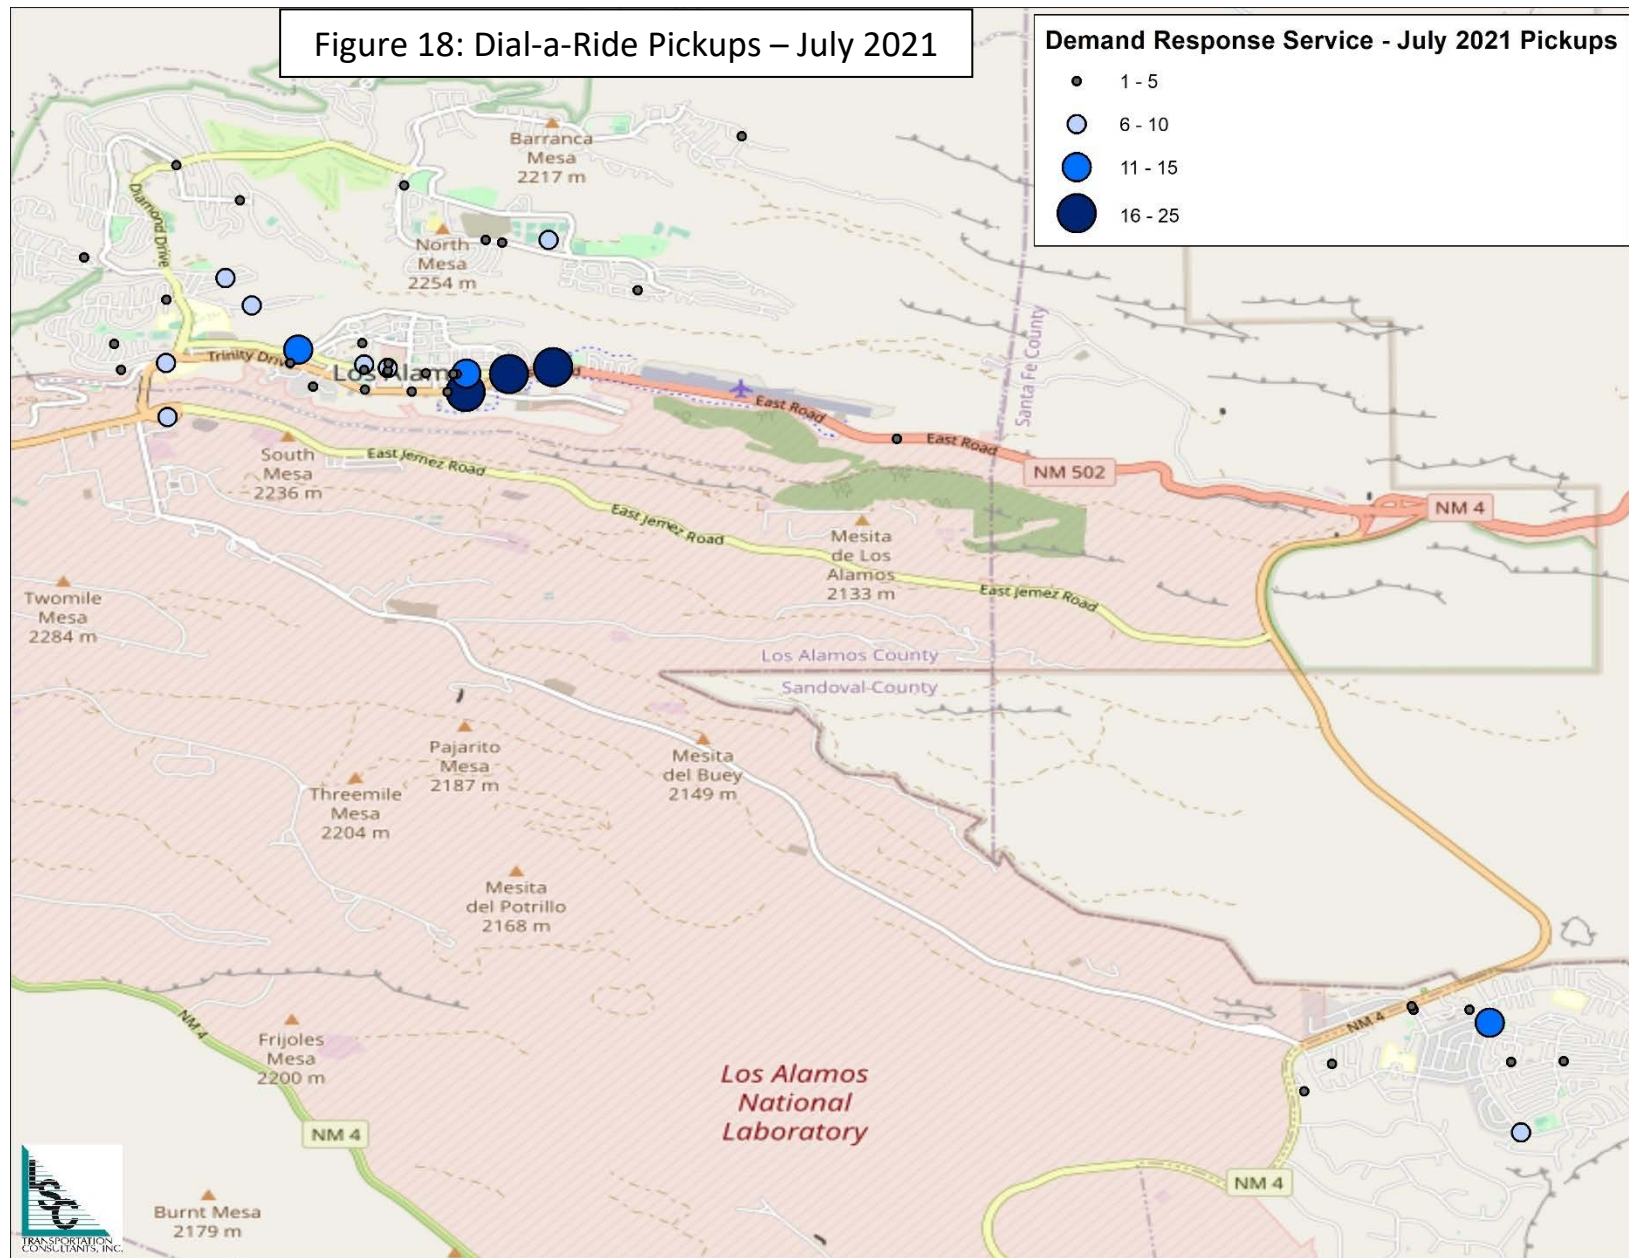 Figure 18: Dial-a-Ride Pickups – July 2021
Demand Response Service - July 2021 Pickups
1 - 5
6 - 10
11 - 15
16 - 25
Barranca
Mesa
2217 m
Diamond Drive
North
Mesa
2254 m
Santa Fe County
Trinity Drive
Los Alam
East Road
East Road
NM 502
NM 4
South
Mesa
2236 m
East Jemez Road
East Jemez Road
Mesita
de Los
Alamos
2133 m
East Jemez Road
Twomile
Mesa
2284 m
Los Alamos County
Sandoval County
Pajarito
Mesa
2187 m
Mesita
del Buey
2149 m
Threemile
Mesa
2204 m
Mesita
del Potrillo
2168 m
NM 4
Frijoles
Mesa
2200 m
NM 4
Los Alamos
National
Laboratory
NM 4
NM 4
Burnt Mesa
2179 m
LSC
TRANSPORTATION
CONSULTANTS, INC.